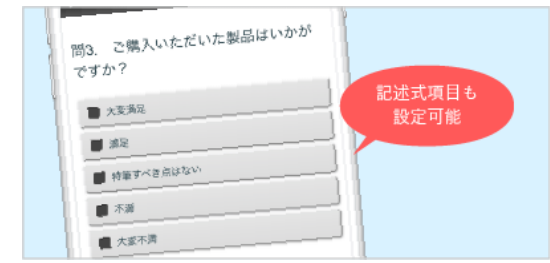 問3.　ご購入いただいた製品はいかが
ですか？
大変満足
満足
特筆すべき点はない
不満
大変不満
記述式項目も
設定可能